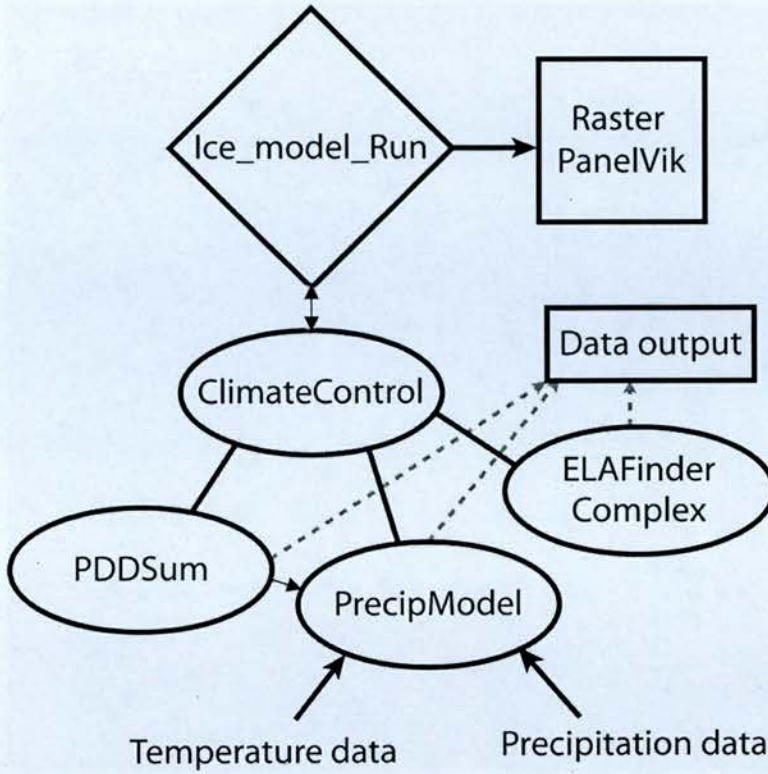 Ice_model_Run
Raster
PanelVik
Data output
ClimateControl
ELAFinder
Complex
PDDSum
PrecipModel
Temperature data
Precipitation data